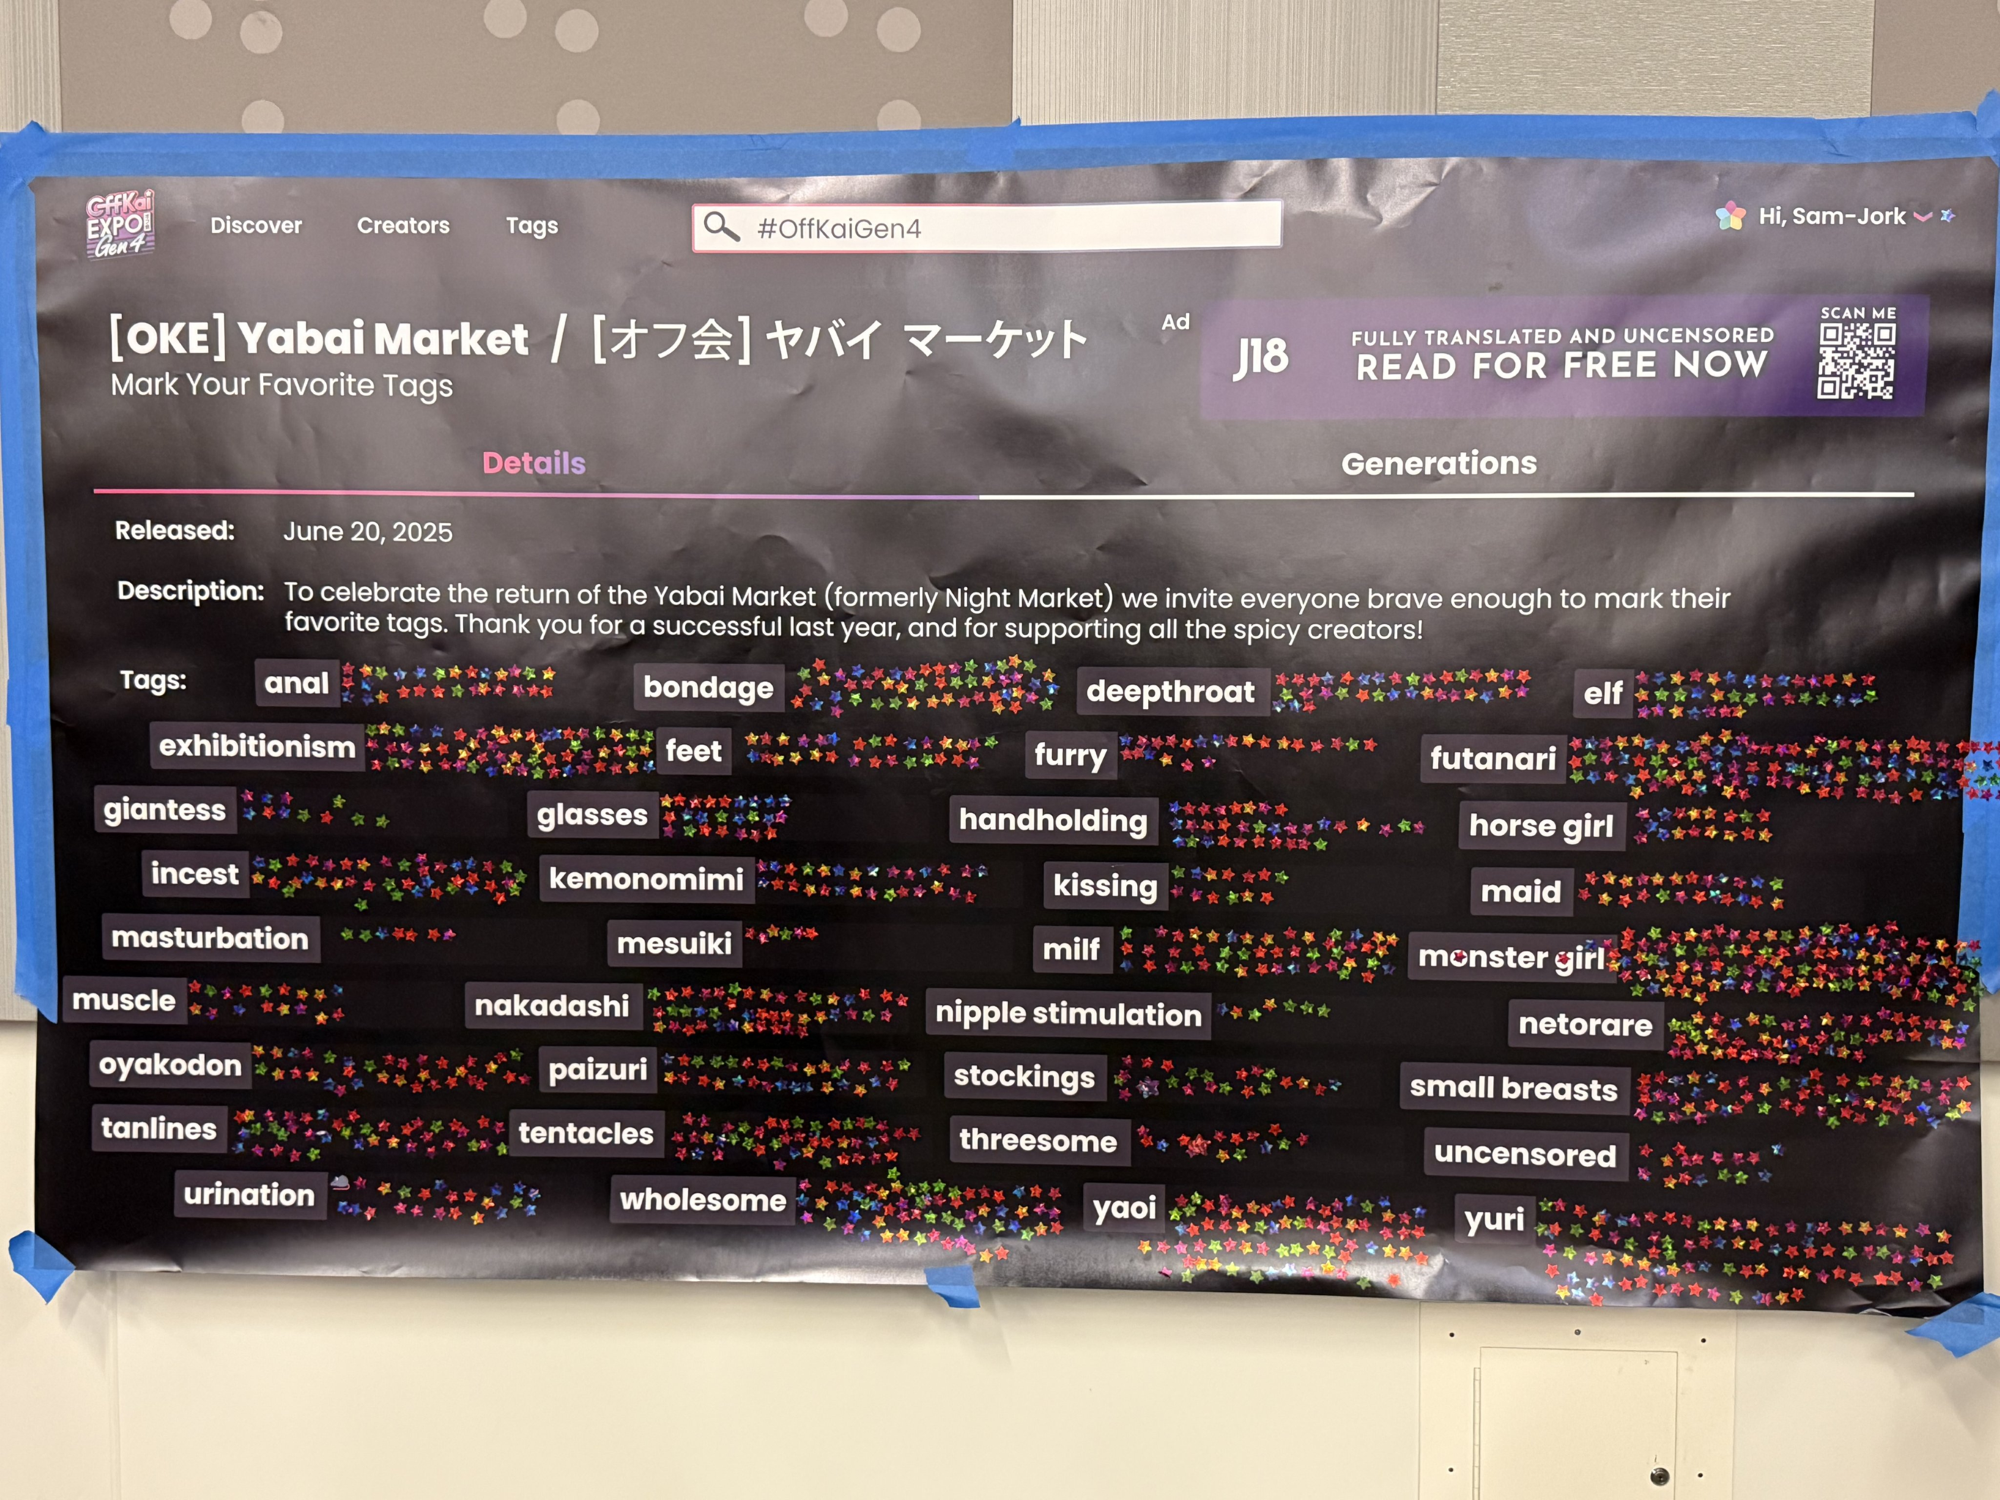 OffKai
EXPO!
Gen 4
Discover
Creators
Tags
#OffKaiGen4
Hi, Sam-Jork
[OKE] Yabai Market / [オフ会] ヤバイ マーケット
Mark Your Favorite Tags
Ad
J18
FULLY TRANSLATED AND UNCENSORED
READ FOR FREE NOW
SCAN ME
Details
Generations
Released: June 20, 2025
Description: To celebrate the return of the Yabai Market (formerly Night Market) we invite everyone brave enough to mark their
favorite tags. Thank you for a successful last year, and for supporting all the spicy creators!
Tags: anal bondage deepthroat elf
exhibitionism feet furry futanari
giantess glasses handholding horse girl
incest kemonomimi kissing maid
masturbation mesuiki milf monster girl
muscle nakadashi nipple stimulation netorare
oyakodon paizuri stockings small breasts
tanlines tentacles threesome uncensored
urination wholesome yaoi yuri